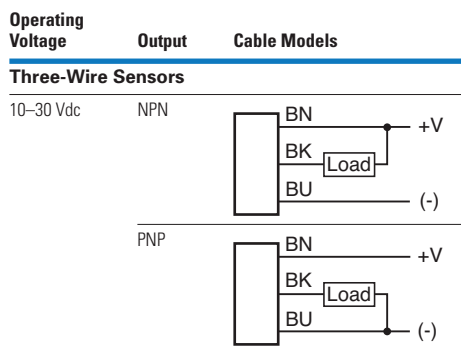 Operating
Voltage Output Cable Models
Three-Wire Sensors
10–30 Vdc NPN
BN +V
BK Load
BU (-)
PNP
BN +V
BK Load
BU (-)